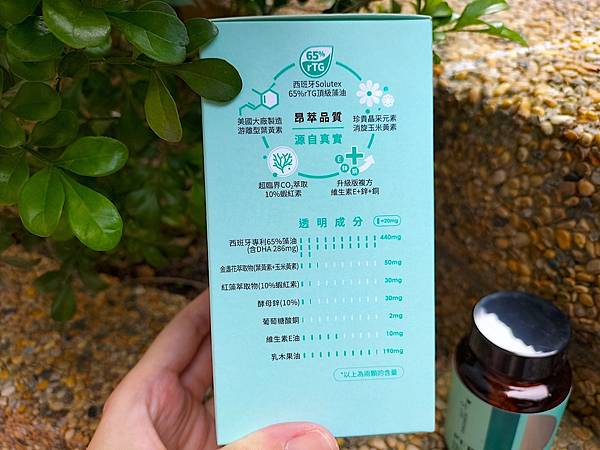 65%
rTG
西班牙Solutex
65%rTG頂級藻油
美國大廠製造
游離型葉黃素
昂萃品質
源自真實
珍貴晶采元素
消旋玉米黃素
超臨界CO₂萃取
10%蝦紅素
E
鋅
銅
升級版複方
維生素E+鋅+銅
透明成分
=20mg
西班牙專利65%藻油
(含DHA 286mg)
440mg
金盞花萃取物(葉黃素+玉米黃素)
50mg
紅藻萃取物(10%蝦紅素)
30mg
酵母鋅(10%)
30mg
葡萄糖酸銅
2mg
維生素E油
10mg
乳木果油
190mg
*以上為兩顆的含量